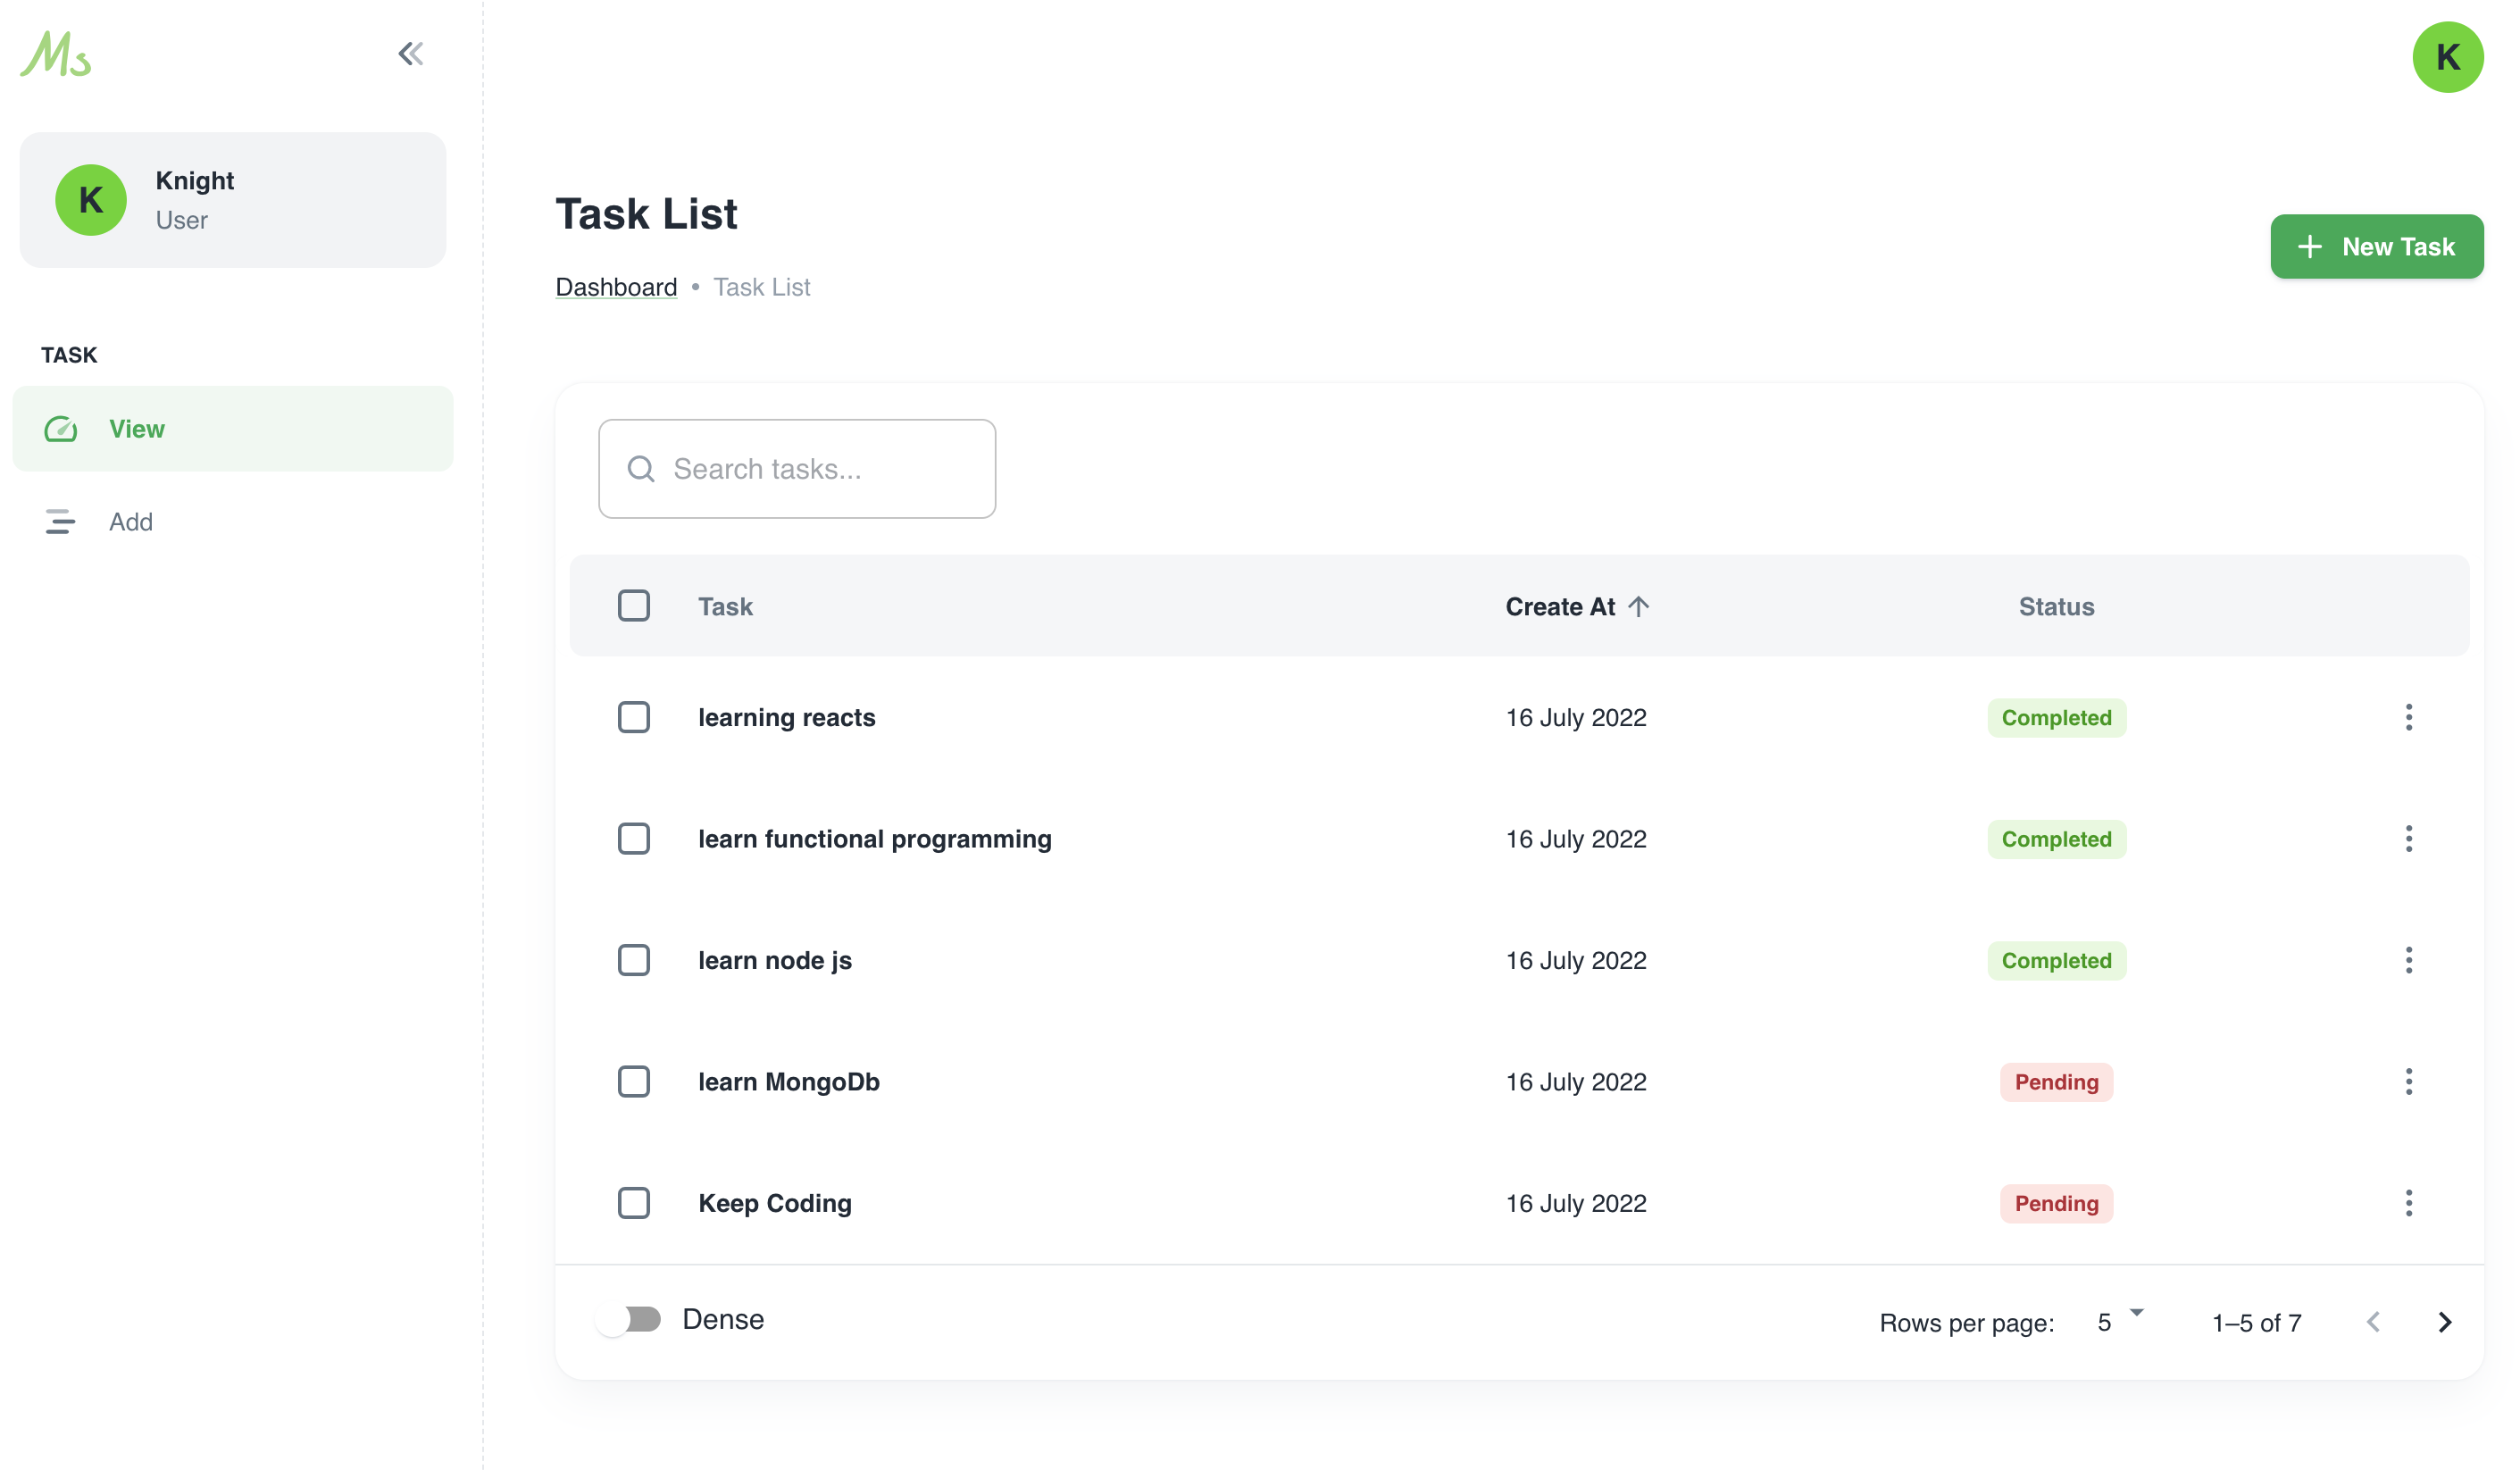 Ms
K
K
Knight
User
TASK
View
Add
Task List
Dashboard • Task List
New Task
Search tasks...
Task Create At Status
learning reacts 16 July 2022 Completed
learn functional programming 16 July 2022 Completed
learn node js 16 July 2022 Completed
learn MongoDb 16 July 2022 Pending
Keep Coding 16 July 2022 Pending
Dense Rows per page: 5 1–5 of 7